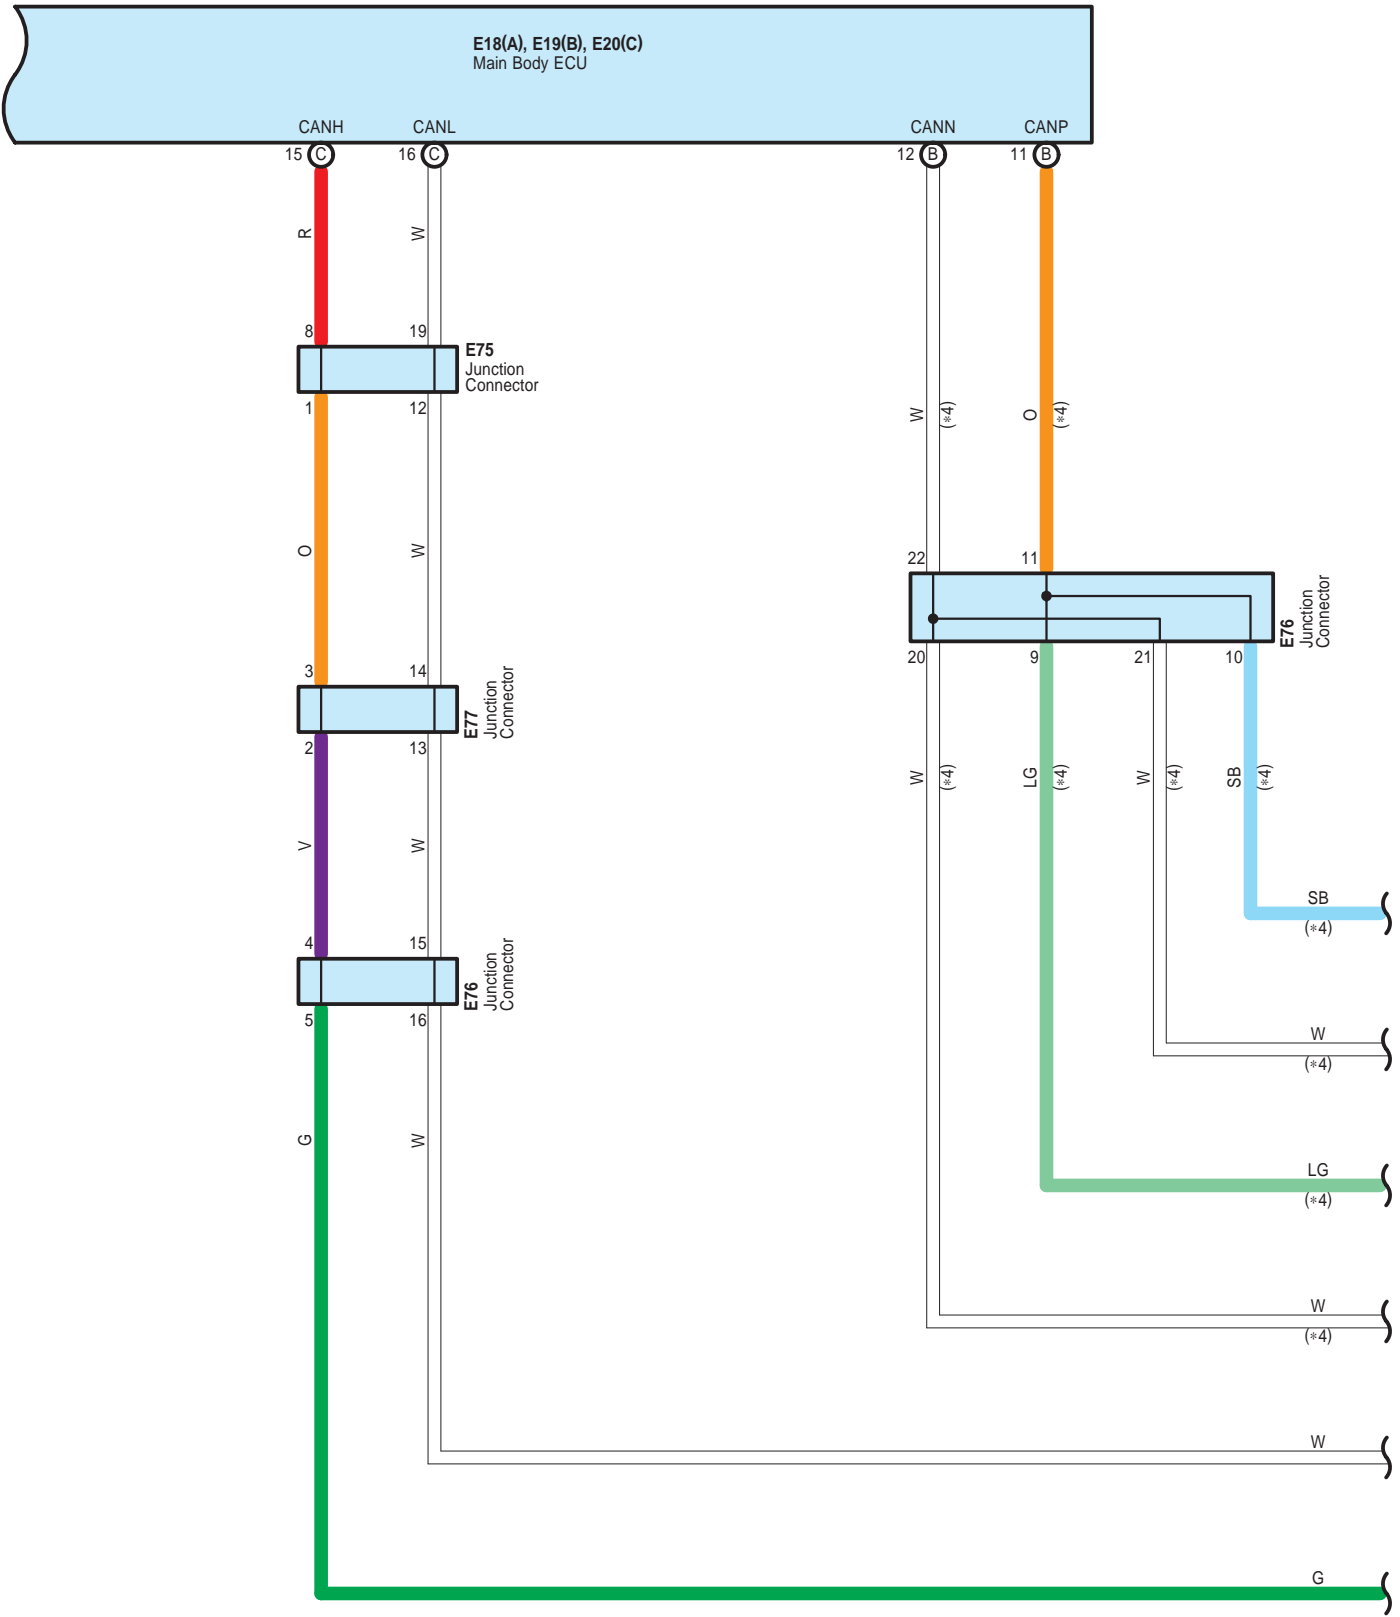 E18(A), E19(B), E20(C)
Main Body ECU
CANH
CANL
CANN
CANP
15 C
16 C
12 B
11 B
R
W
8
19
E75
Junction
Connector
1
12
W
(*4)
O
(*4)
O
W
22
11
E76
Junction
Connector
20
9
21
10
3
14
E77
Junction
Connector
2
13
W
(*4)
LG
(*4)
W
(*4)
SB
(*4)
V
W
SB
(*4)
4
15
E76
Junction
Connector
5
16
W
(*4)
G
W
LG
(*4)
W
(*4)
W
G